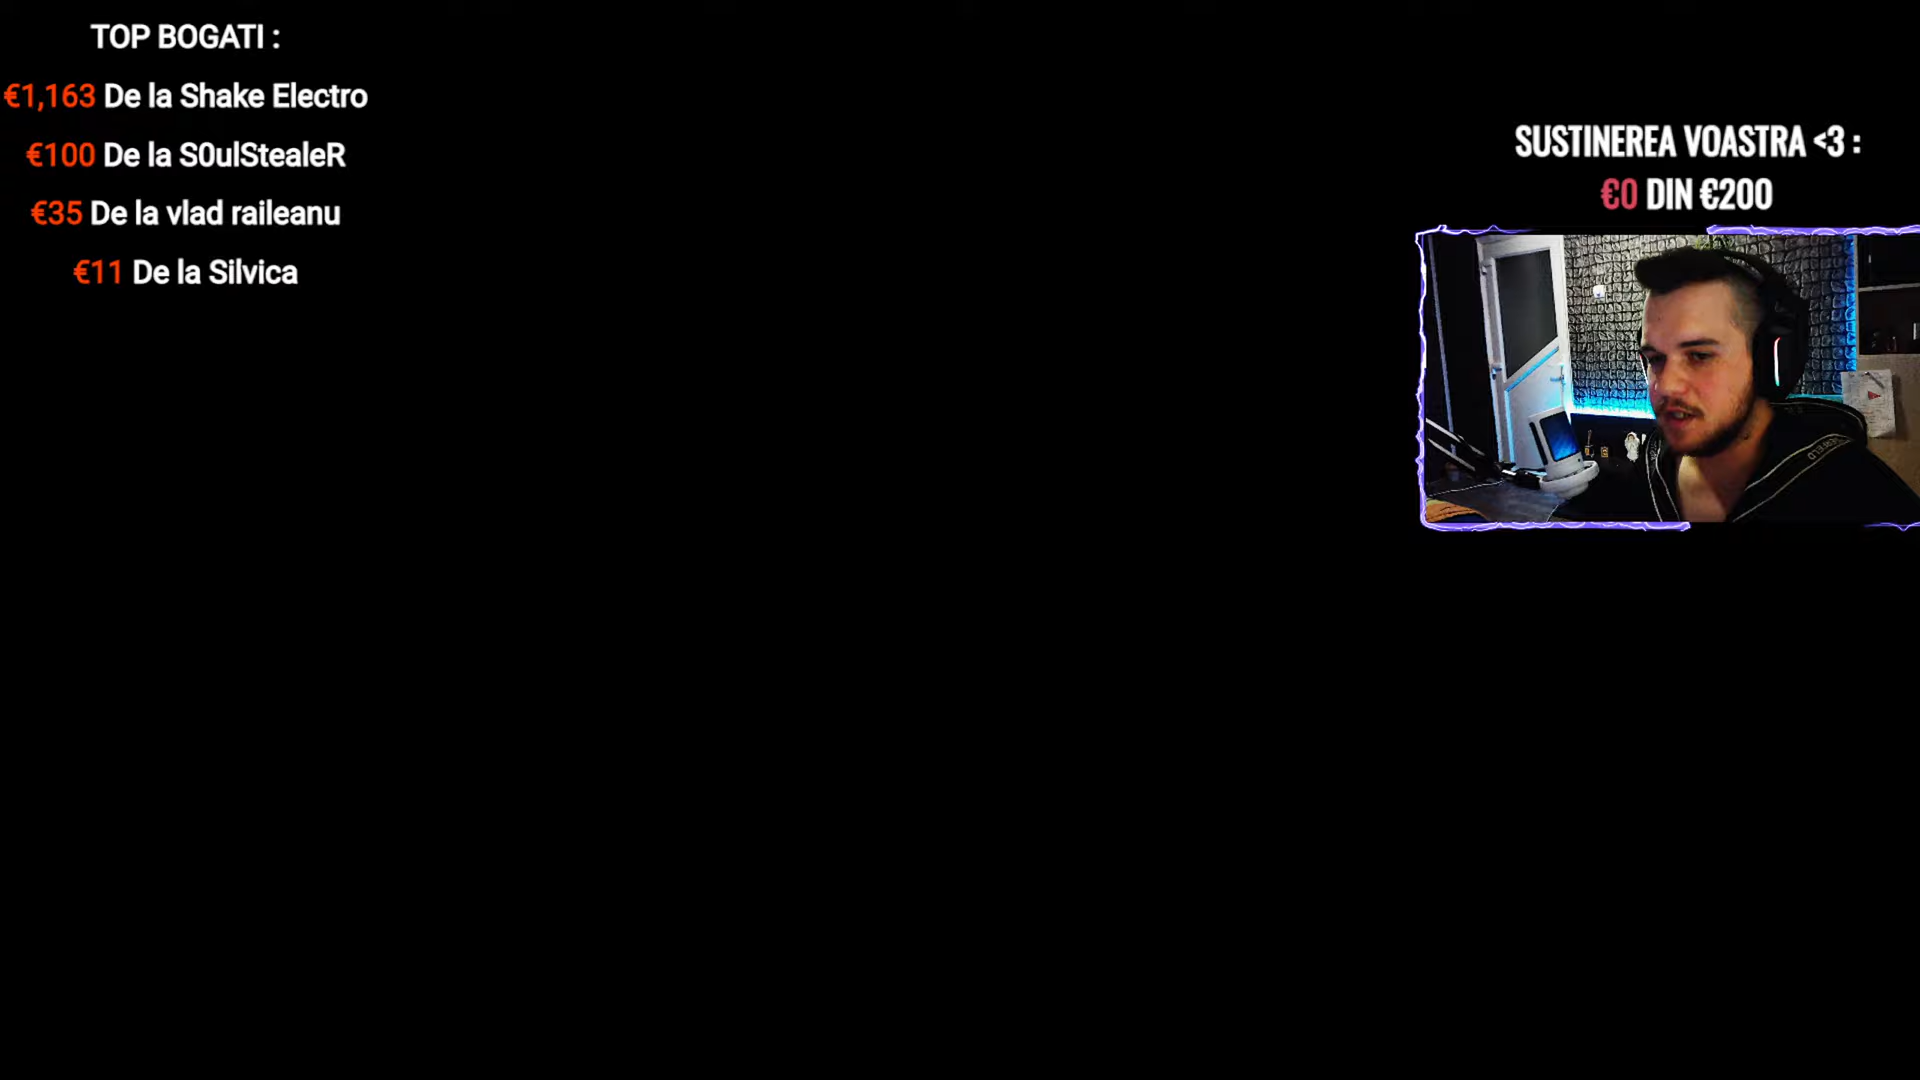 TOP BOGATI :
€1,163 De la Shake Electro
€100 De la S0ulStealeR
€35 De la vlad raileanu
€11 De la Silvica
SUSTINEREA VOASTRA <3 :
€0 DIN €200